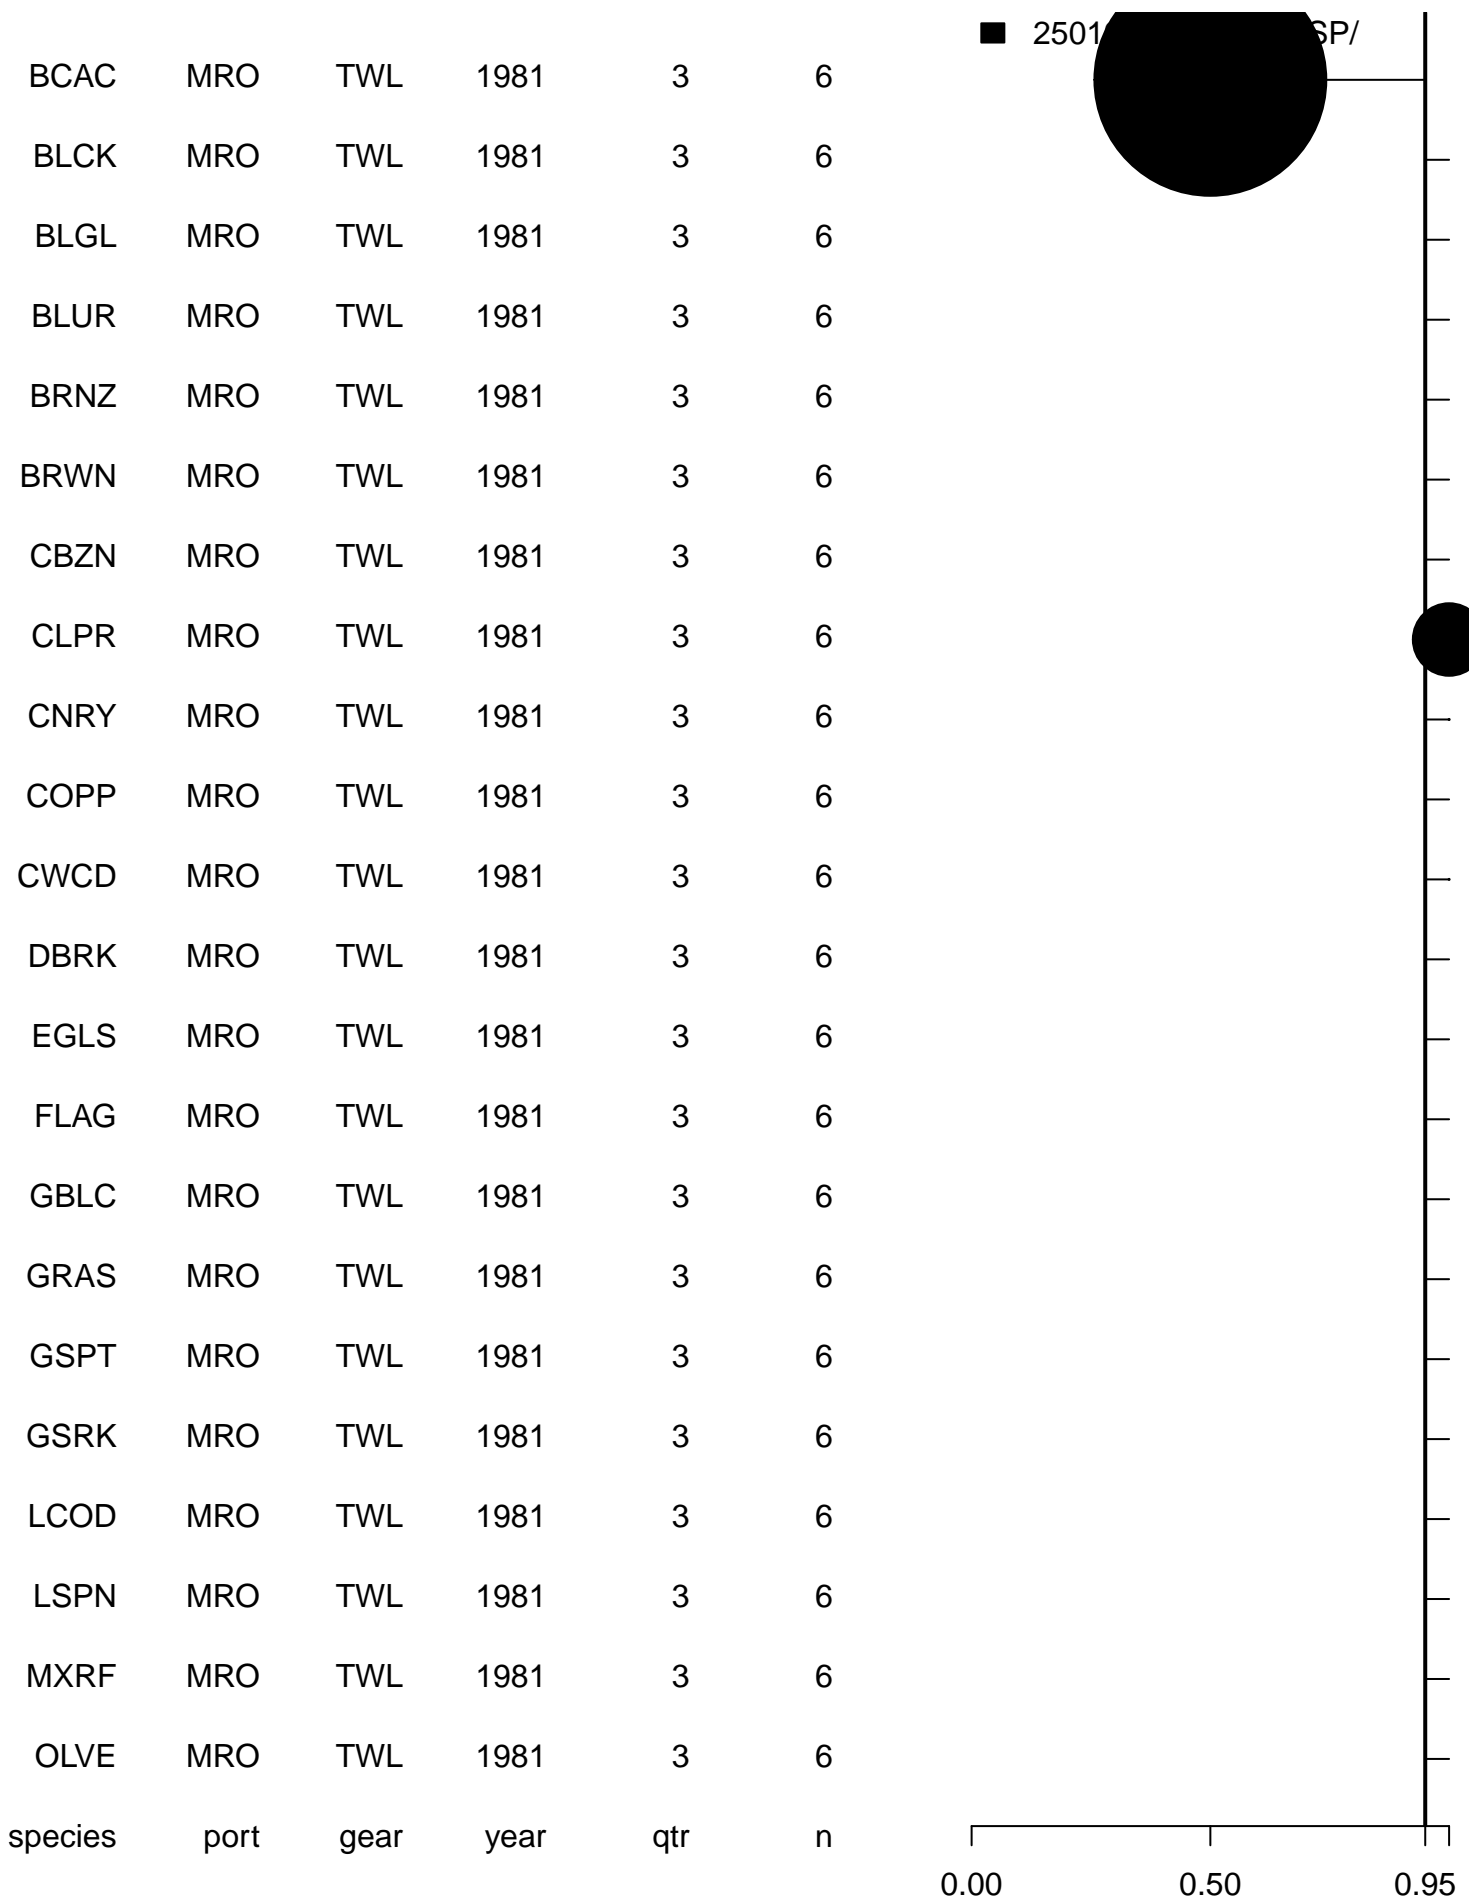 2501 SP/
BCAC MRO TWL 1981 3 6
BLCK MRO TWL 1981 3 6
BLGL MRO TWL 1981 3 6
BLUR MRO TWL 1981 3 6
BRNZ MRO TWL 1981 3 6
BRWN MRO TWL 1981 3 6
CBZN MRO TWL 1981 3 6
CLPR MRO TWL 1981 3 6
CNRY MRO TWL 1981 3 6
COPP MRO TWL 1981 3 6
CWCD MRO TWL 1981 3 6
DBRK MRO TWL 1981 3 6
EGLS MRO TWL 1981 3 6
FLAG MRO TWL 1981 3 6
GBLC MRO TWL 1981 3 6
GRAS MRO TWL 1981 3 6
GSPT MRO TWL 1981 3 6
GSRK MRO TWL 1981 3 6
LCOD MRO TWL 1981 3 6
LSPN MRO TWL 1981 3 6
MXRF MRO TWL 1981 3 6
OLVE MRO TWL 1981 3 6
species port gear year qtr n
0.00 0.50 0.95